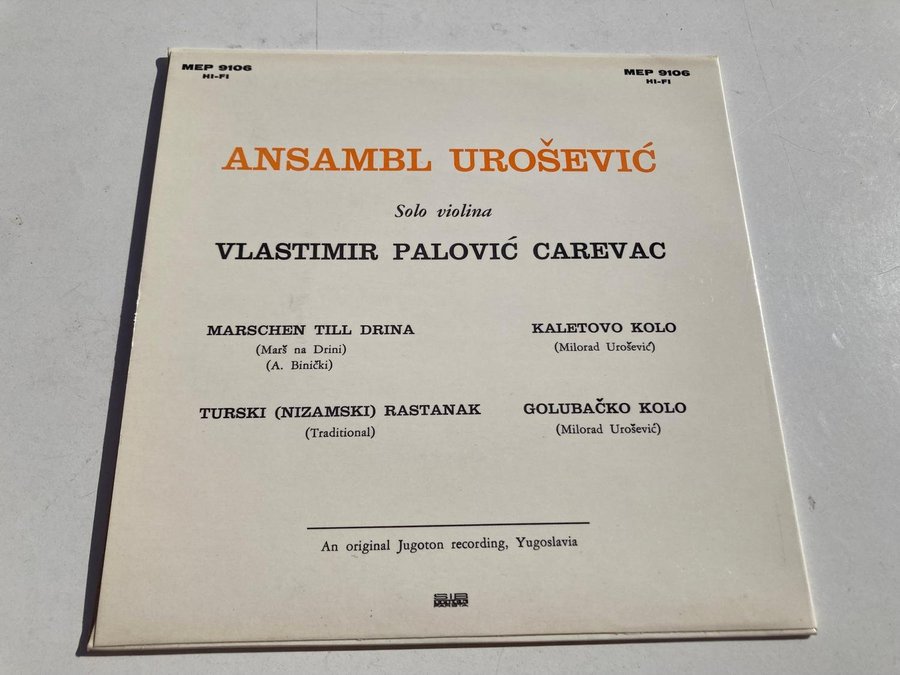 MEP 9106
HI-FI
MEP 9106
HI-FI
ANSAMBL UROŠEVIĆ
Solo violina
VLASTIMIR PALOVIĆ CAREVAC
MARSCHEN TILL DRINA
(Marš na Drini)
(A. Binički)
KALETOVO KOLO
(Milorad Urošević)
TURSKI (NIZAMSKI) RASTANAK
(Traditional)
GOLUBAČKO KOLO
(Milorad Urošević)
An original Jugoton recording, Yugoslavia